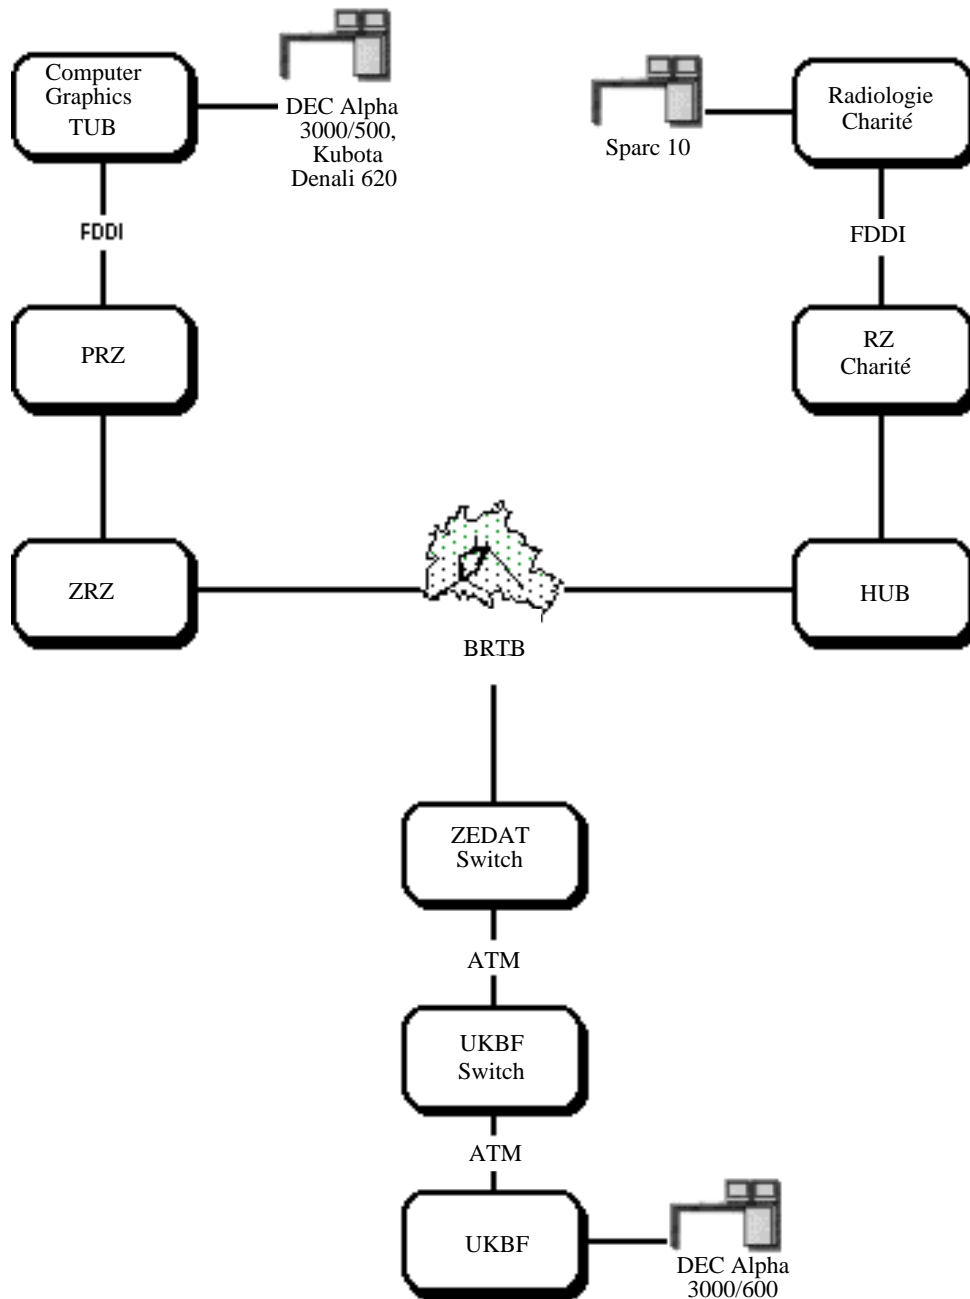 Computer
Graphics
TUB
DEC Alpha
3000/500,
Kubota
Denali 620
Sparc 10
Radiologie
Charité
FDDI
FDDI
PRZ
RZ
Charité
ZRZ
HUB
BRTB
ZEDAT
Switch
ATM
UKBF
Switch
ATM
UKBF
DEC Alpha
3000/600